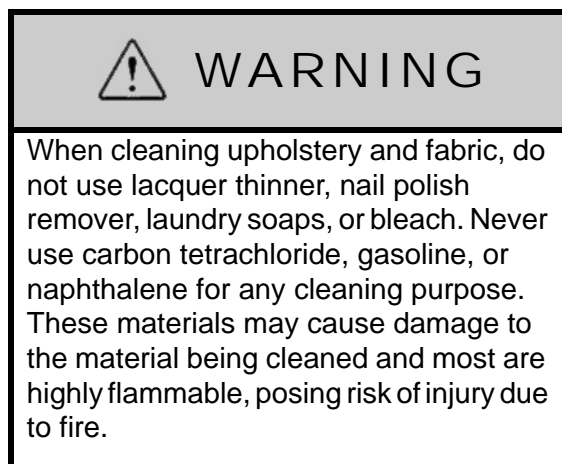 WARNING
When cleaning upholstery and fabric, do
not use lacquer thinner, nail polish
remover, laundry soaps, or bleach. Never
use carbon tetrachloride, gasoline, or
naphthalene for any cleaning purpose.
These materials may cause damage to
the material being cleaned and most are
highly flammable, posing risk of injury due
to fire.